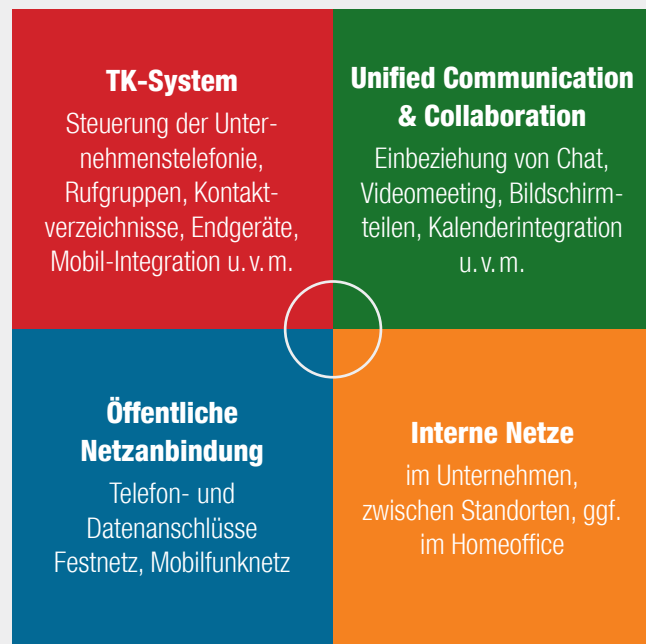 TK-System
Steuerung der Unter-
nehmenstelefonie,
Rufgruppen, Kontakt-
verzeichnisse, Endgeräte,
Mobil-Integration u. v. m.
Unified Communication
& Collaboration
Einbeziehung von Chat,
Videomeeting, Bildschirm-
teilen, Kalenderintegration
u. v. m.
Öffentliche
Netzanbindung
Telefon- und
Datenanschlüsse
Festnetz, Mobilfunknetz
Interne Netze
im Unternehmen,
zwischen Standorten, ggf.
im Homeoffice